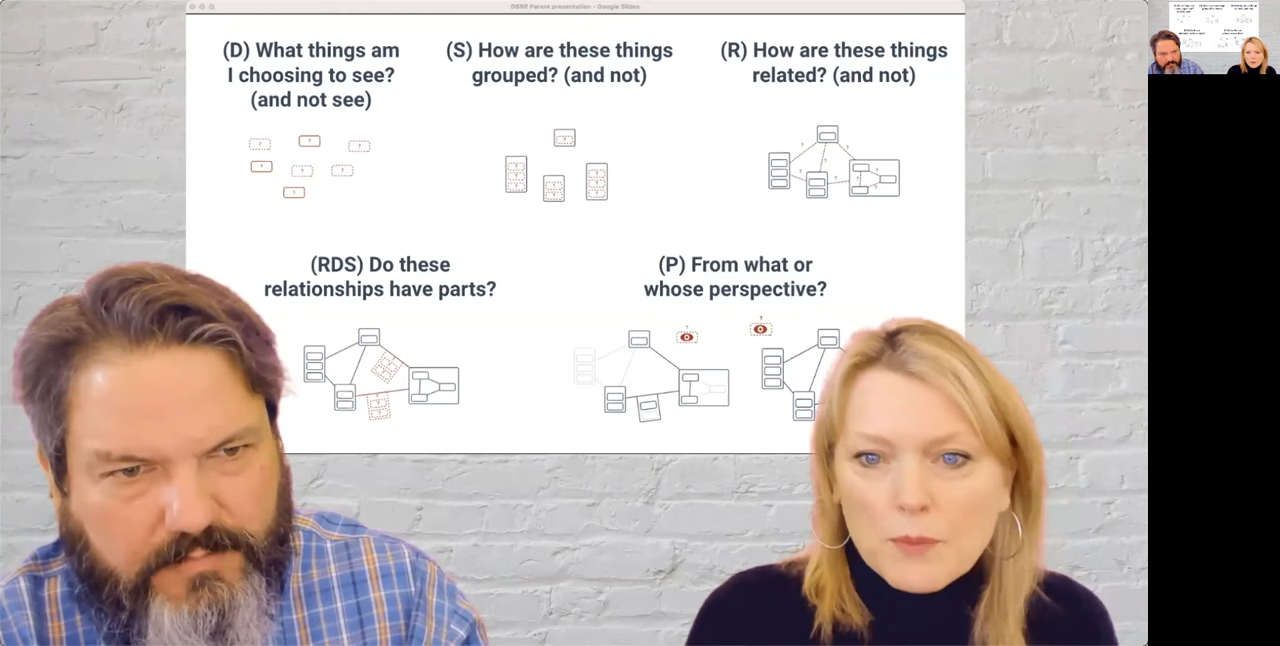 DSRP Parent presentation - Google Slides
(D) What things am
I choosing to see?
(and not see)
(S) How are these things
grouped? (and not)
(R) How are these things
related? (and not)
(RDS) Do these
relationships have parts?
(P) From what or
whose perspective?